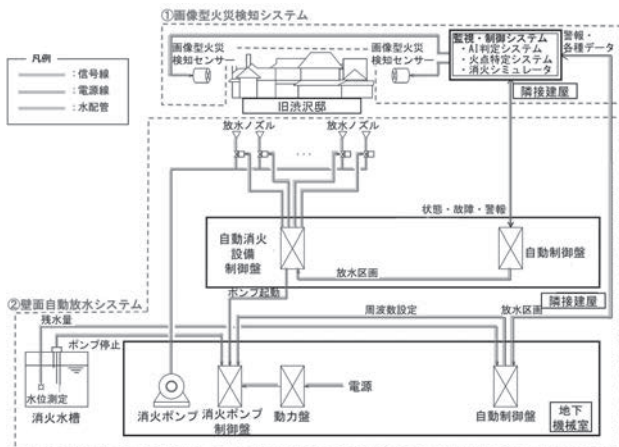 ①画像型火災検知システム
凡例
：信号線
：電源線
：水配管
画像型火災
検知センサー
画像型火災
検知センサー
旧渋沢邸
監視・制御システム
・AI判定システム
・火点特定システム
・消火シミュレータ
警報・
各種データ
隣接建屋
放水ノズル
放水ノズル
…
状態・故障・警報
自動消火
設備
制御盤
自動制御盤
放水区画
ポンプ起動
②壁面自動放水システム
隣接建屋
残水量
周波数設定
放水区画
ポンプ停止
水位測定
消火水槽
消火ポンプ
消火ポンプ
制御盤
動力盤
電源
自動制御盤
地下
機械室